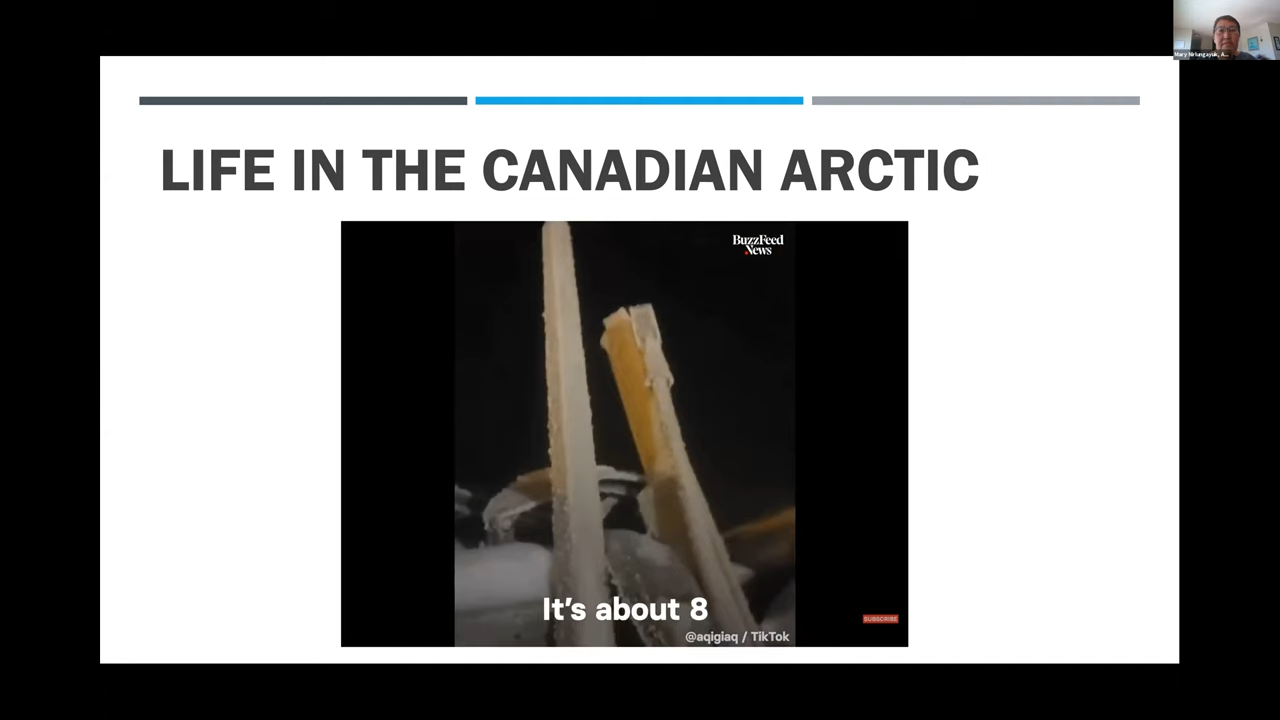 LIFE IN THE CANADIAN ARCTIC
BuzzFeed
News
It's about 8
@aqigiaq / TikTok
SUBSCRIBE